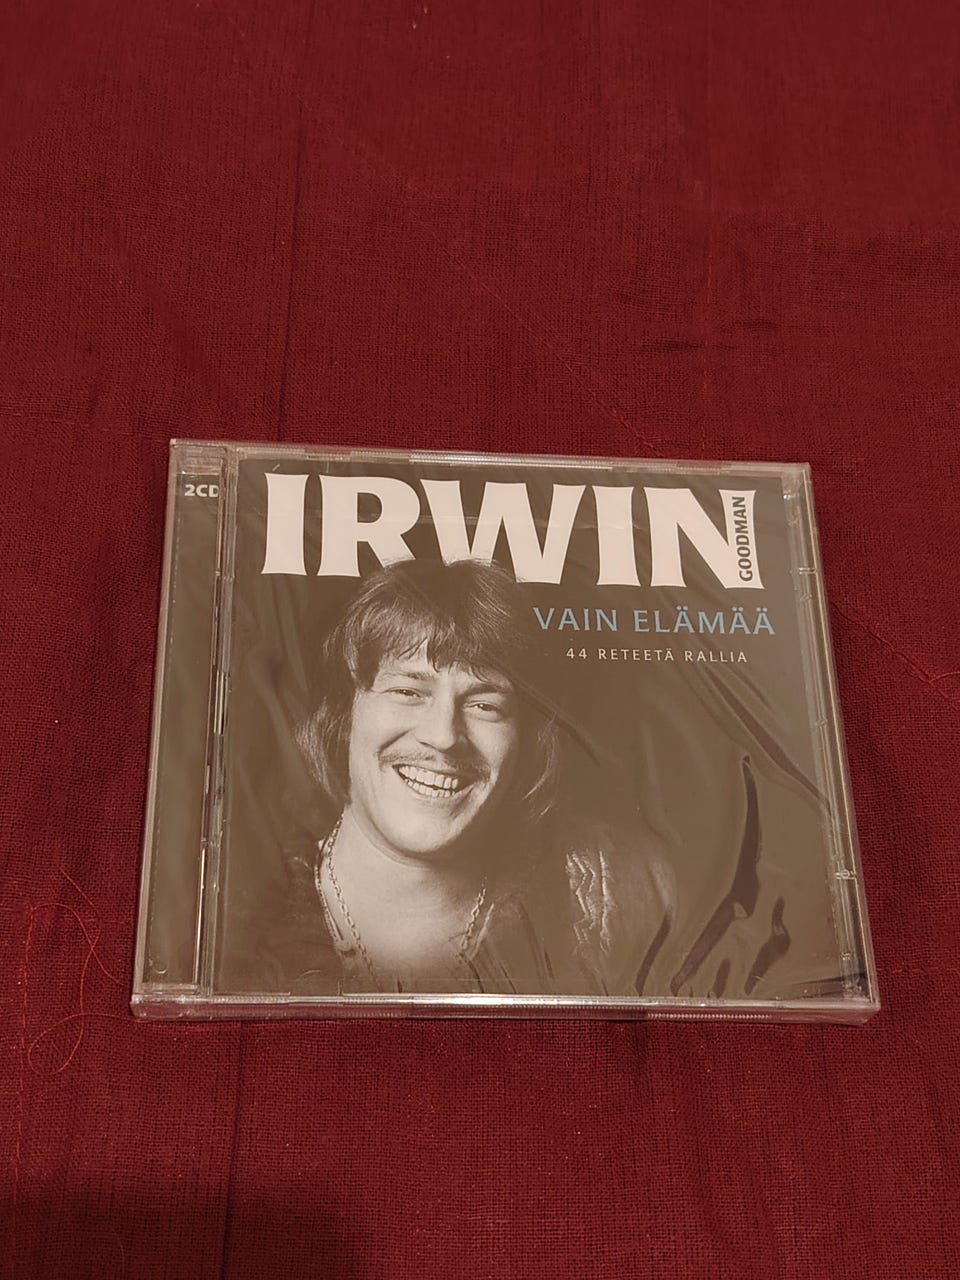 2CD
IRWIN
GOODMAN
VAIN ELÄMÄÄ
44 RETEETÄ RALLIA